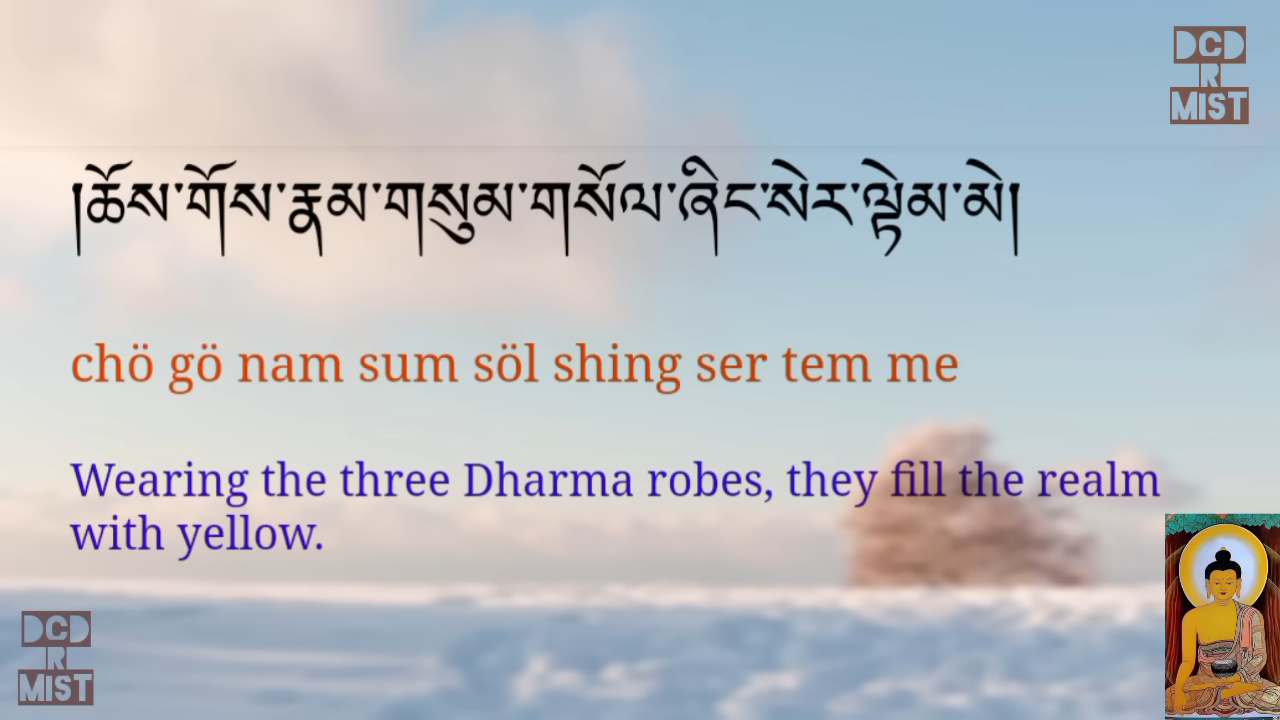 DCD
R
MIST
།ཆོས་གོས་རྣམ་གསུམ་གསོལ་ཞིང་སེར་ལྟེམ་མེ།
chö gö nam sum söl shing ser tem me
Wearing the three Dharma robes, they fill the realm
with yellow.
DCD
R
MIST